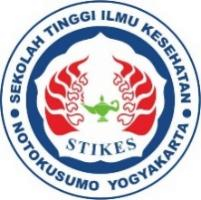 SEKOLAH TINGGI ILMU KESEHATAN
STIKES
NOTOKUSUMO YOGYAKARTA